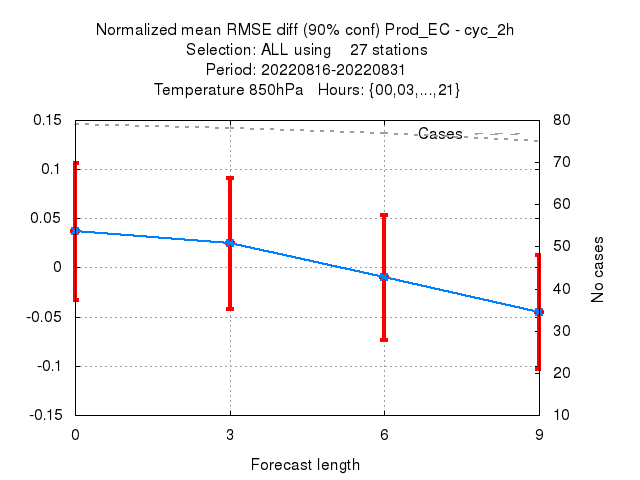 Normalized mean RMSE diff (90% conf) Prod_EC - cyc_2h
Selection: ALL using    27 stations
Period: 20220816-20220831
Temperature 850hPa   Hours: {00,03,...,21}
0.15
0.1
0.05
0
-0.05
-0.1
-0.15
80
70
60
50
40
30
20
10
Cases
No cases
0 3 6 9
Forecast length